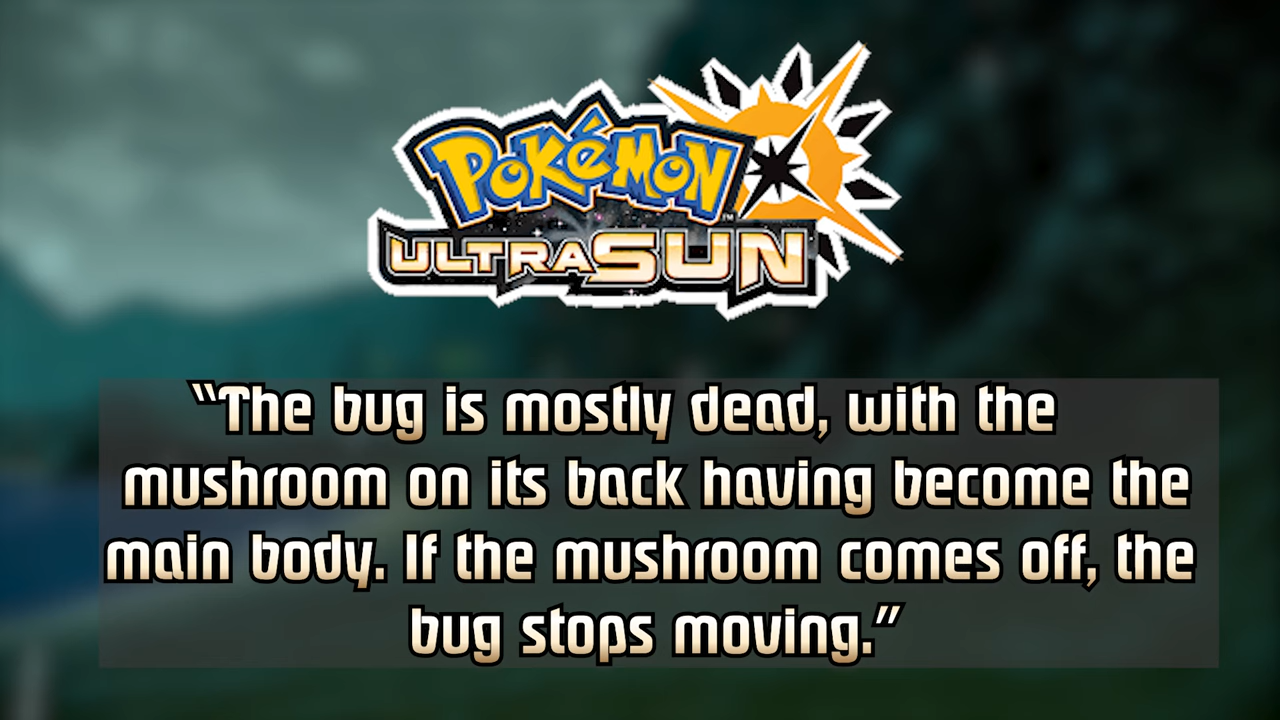 POKÉMON
™
ULTRA SUN
“The bug is mostly dead, with the
mushroom on its back having become the
main body. If the mushroom comes off, the
bug stops moving.”